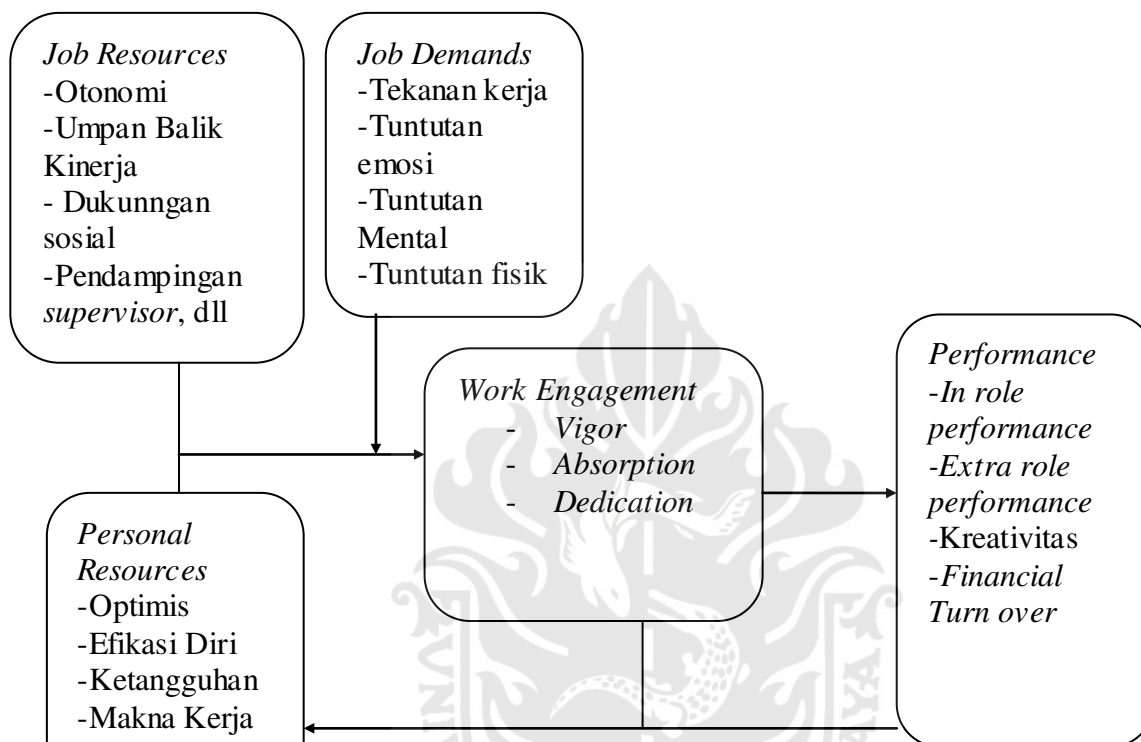 Job Resources
-Otonomi
-Umpan Balik
Kinerja
- Dukunngan
sosial
-Pendampingan
supervisor, dll
Job Demands
-Tekanan kerja
-Tuntutan
emosi
-Tuntutan
Mental
-Tuntutan fisik
Work Engagement
- Vigor
- Absorption
- Dedication
Performance
-In role
performance
-Extra role
performance
-Kreativitas
-Financial
Turn over
Personal
Resources
-Optimis
-Efikasi Diri
-Ketangguhan
-Makna Kerja